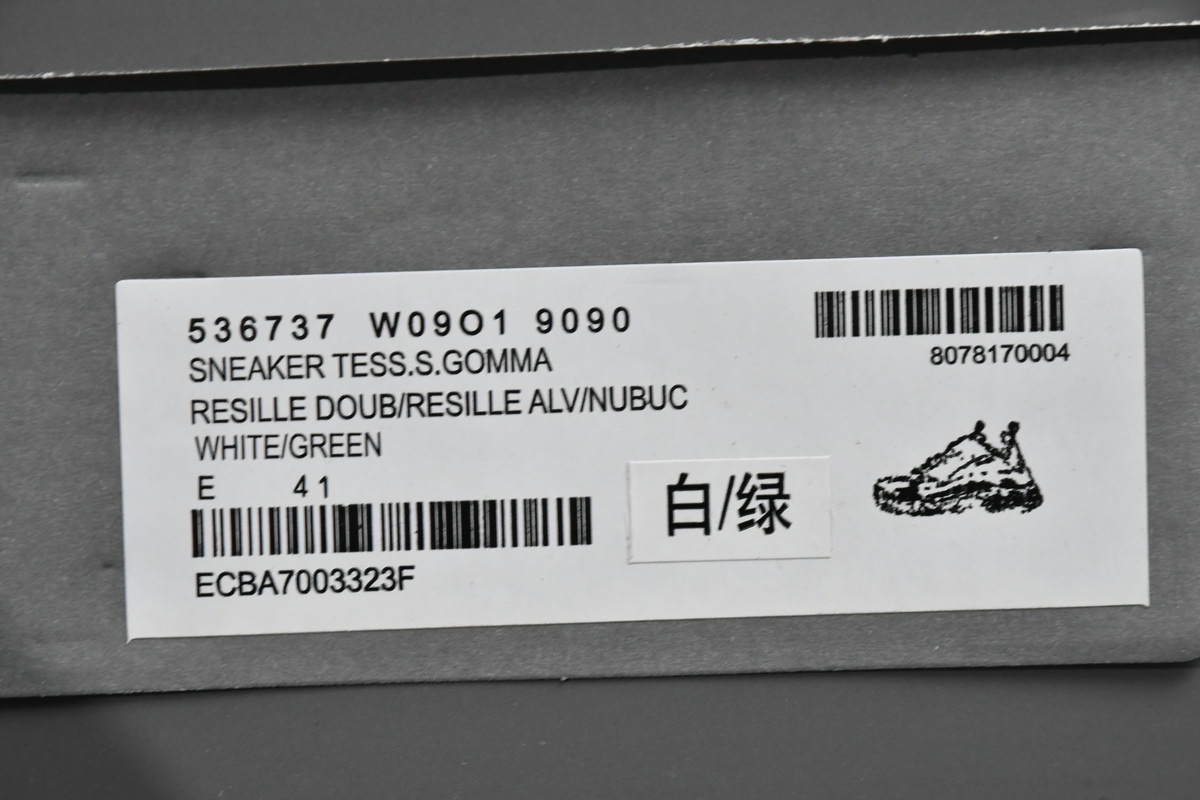 536737 W09O1 9090
SNEAKER TESS.S.GOMMA
RESILLE DOUB/RESILLE ALV/NUBUC
WHITE/GREEN
E 41
ECBA7003323F
8078170004
白/绿